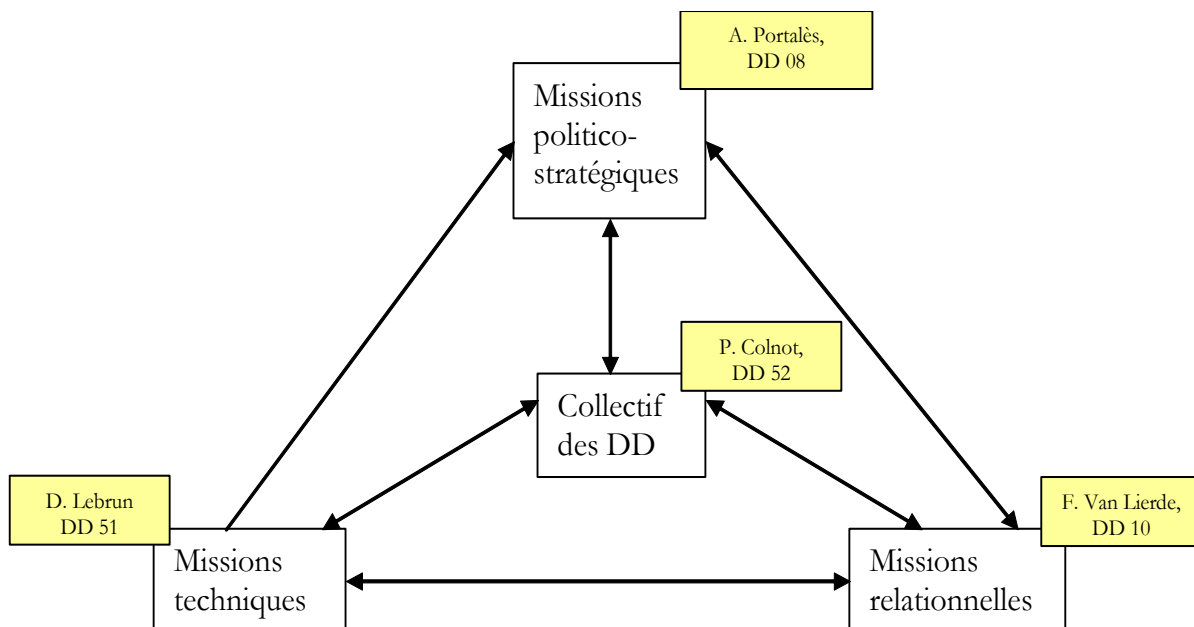 A. Portalès,
DD 08
Missions
politico-
stratégiques
P. Colnot,
DD 52
Collectif
des DD
D. Lebrun
DD 51
Missions
techniques
F. Van Lierde,
DD 10
Missions
relationnelles